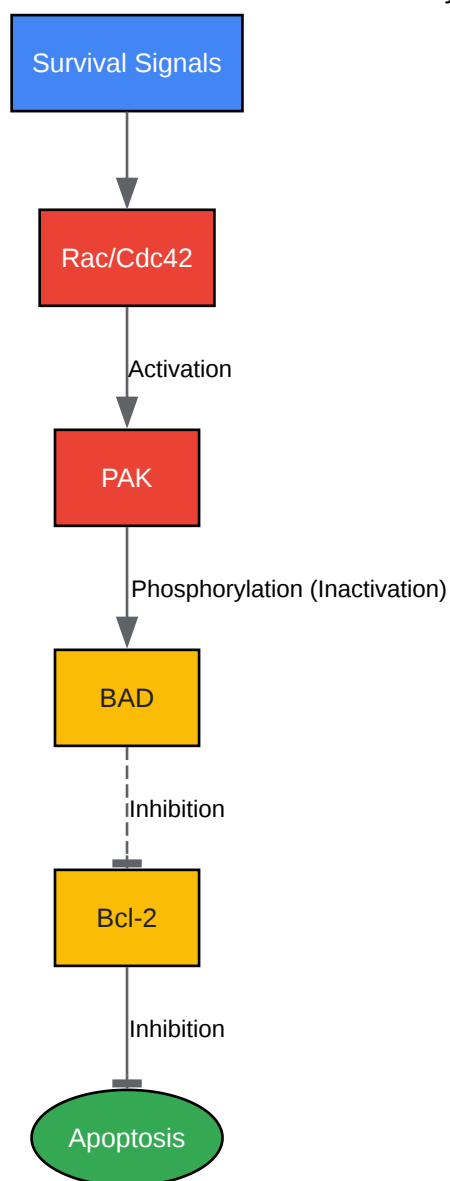 Survival Signals
Rac/Cdc42
Activation
PAK
Phosphorylation (Inactivation)
BAD
Inhibition
Bcl-2
Inhibition
Apoptosis